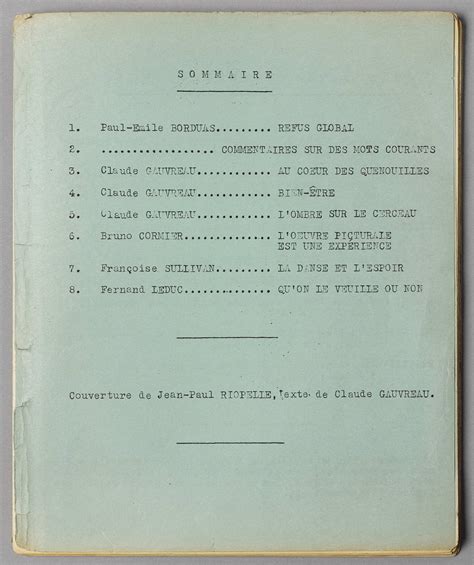 SOMMAIRE
1. Paul-Emile BORDUAS......... REFUS GLOBAL
2. .................. COMMENTAIRES SUR DES MOTS COURANTS
3. Claude GAUVREAU............ AU COEUR DES QUENOUILLES
4. Claude GAUVREAU............ BIEN-ÊTRE
5. Claude GAUVREAU............ L'OMBRE SUR LE CERCEAU
6. Bruno CORMIER.............. L'OEUVRE PICTURALE
EST UNE EXPÉRIENCE
7. Françoise SULLIVAN......... LA DANSE ET L'ESPOIR
8. Fernand LEDUC.............. QU'ON LE VEUILLE OU NON
Couverture de Jean-Paul RIOPELLE, texte de Claude GAUVREAU.